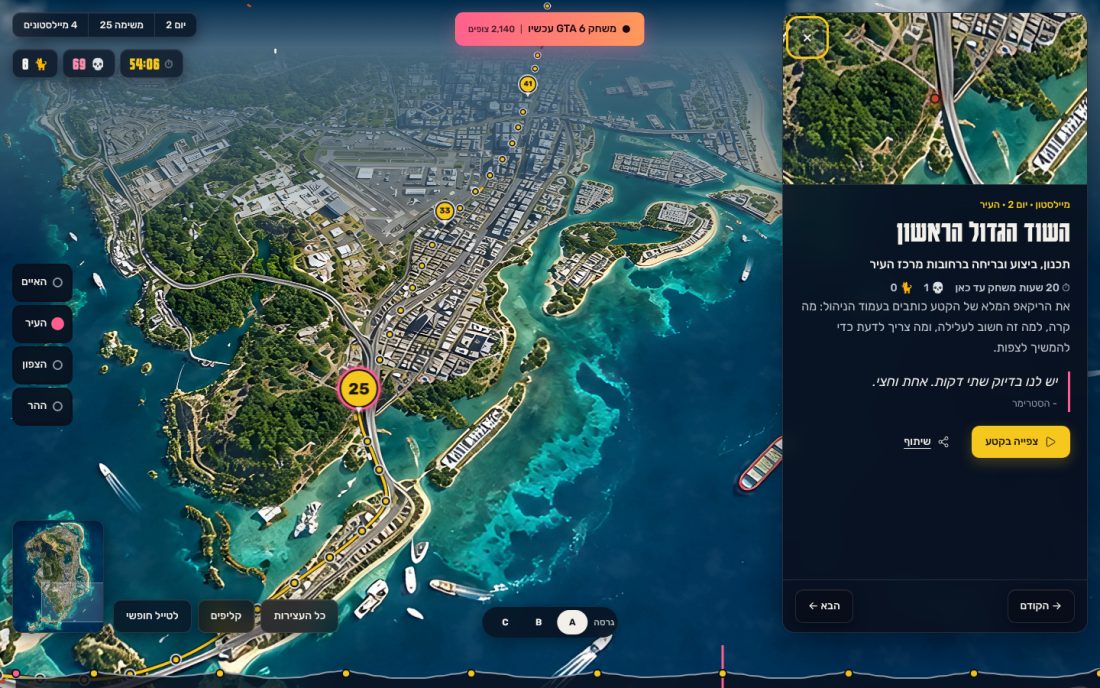 יום 2
משימה 25
4 מיילסטונים
54:06
69
8
משחק GTA 6 עכשיו | 2,140 צופים
41
33
25
האיים
העיר
הצפון
ההר
מיילסטון • יום 2 • העיר
השוד הגדול הראשון
תכנון, ביצוע ובריחה ברחובות מרכז העיר
20 שעות משחק עד כאן 1 0
את הריקאפ המלא של הקטע כותבים בעמוד הניהול: מה
קרה, למה זה חשוב לעלילה, ומה צריך לדעת כדי
להמשיך לצפות.
יש לנו בדיוק שתי דקות. אחת וחצי.
- הסטרימר
צפייה בקטע
שיתוף
→ הקודם
הבא ←
כל העצירות
קליפים
לטייל חופשי
גרסה A B C